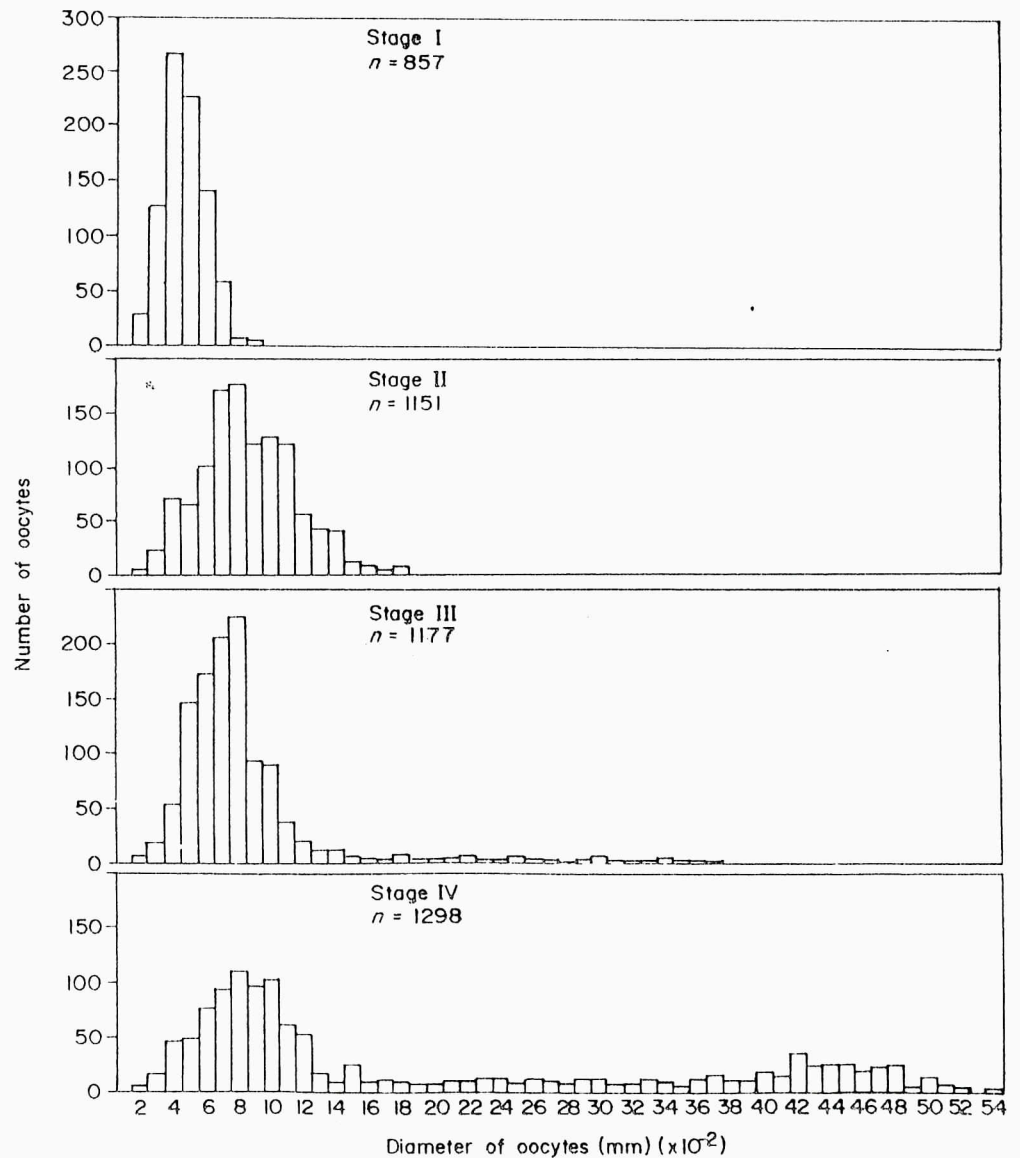 300
250
200
150
100
50
0
Stage I
n = 857
150
100
50
0
Stage II
n = 1151
200
150
100
50
0
Stage III
n = 1177
150
100
50
0
Stage IV
n = 1298
Number of oocytes
2 4 6 8 10 12 14 16 18 20 22 24 26 28 30 32 34 36 38 40 42 44 46 48 50 52 54
Diameter of oocytes (mm) (x10⁻²)